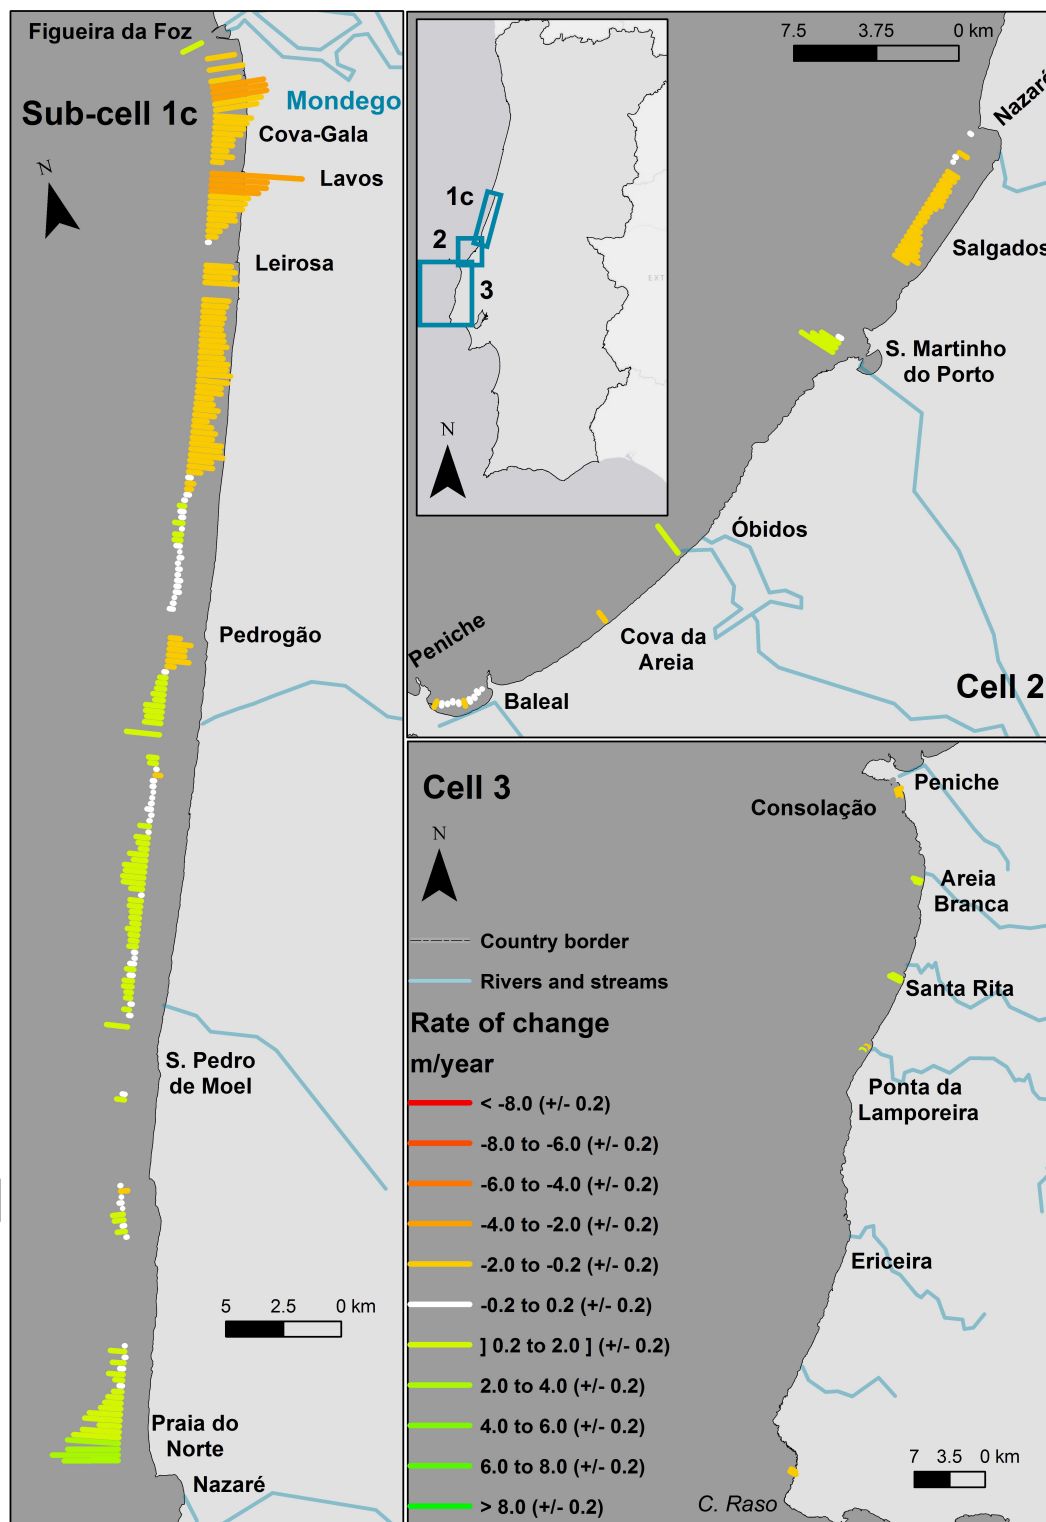 Figueira da Foz
Sub-cell 1c
Mondego
Cova-Gala
N
Lavos
Leirosa
Pedrogão
S. Pedro
de Moel
5 2.5 0 km
Praia do
Norte
Nazaré
7.5 3.75 0 km
1c
2
3
EXT
N
Nazaré
Salgados
S. Martinho
do Porto
Óbidos
Cova da
Areia
Peniche
Baleal
Cell 2
Cell 3
Peniche
Consolação
N
Areia
Branca
Country border
Rivers and streams
Santa Rita
Rate of change
m/year
Ponta da
Lamporeira
< -8.0 (+/- 0.2)
-8.0 to -6.0 (+/- 0.2)
-6.0 to -4.0 (+/- 0.2)
-4.0 to -2.0 (+/- 0.2)
-2.0 to -0.2 (+/- 0.2)
-0.2 to 0.2 (+/- 0.2)
] 0.2 to 2.0 ] (+/- 0.2)
2.0 to 4.0 (+/- 0.2)
4.0 to 6.0 (+/- 0.2)
6.0 to 8.0 (+/- 0.2)
> 8.0 (+/- 0.2)
Ericeira
7 3.5 0 km
C. Raso